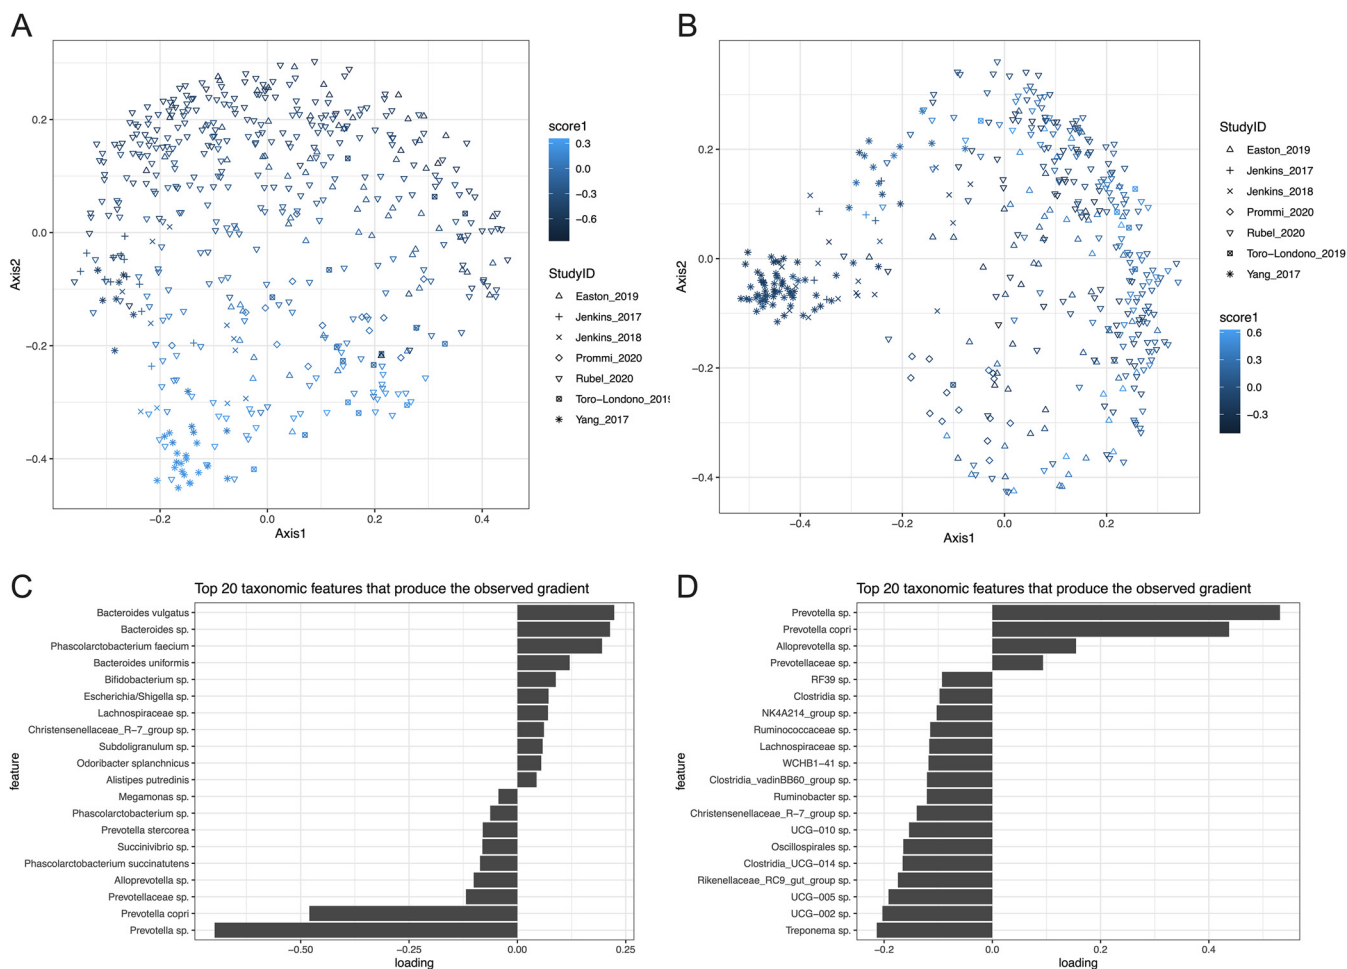 A
0.2
0.0
−0.2
−0.4
Axis2
−0.2
0.0
0.2
0.4
Axis1
score1
0.3
0.0
−0.3
−0.6
StudyID
Easton_2019
Jenkins_2017
Jenkins_2018
Prommi_2020
Rubel_2020
Toro−Londono_2019
Yang_2017
B
0.2
0.0
−0.2
−0.4
Axis2
−0.4
−0.2
0.0
0.2
Axis1
StudyID
Easton_2019
Jenkins_2017
Jenkins_2018
Prommi_2020
Rubel_2020
Toro−Londono_2019
Yang_2017
score1
0.6
0.3
0.0
−0.3
C
Top 20 taxonomic features that produce the observed gradient
Bacteroides vulgatus
Bacteroides sp.
Phascolarctobacterium faecium
Bacteroides uniformis
Bifidobacterium sp.
Escherichia/Shigella sp.
Lachnospiraceae sp.
Christensenellaceae_R−7_group sp.
Subdoligranulum sp.
Odoribacter splanchnicus
Alistipes putredinis
Megamonas sp.
Phascolarctobacterium sp.
Prevotella stercorea
Succinivibrio sp.
Phascolarctobacterium succinatutens
Alloprevotella sp.
Prevotellaceae sp.
Prevotella copri
Prevotella sp.
feature
−0.50
−0.25
0.00
0.25
loading
D
Top 20 taxonomic features that produce the observed gradient
Prevotella sp.
Prevotella copri
Alloprevotella sp.
Prevotellaceae sp.
RF39 sp.
Clostridia sp.
NK4A214_group sp.
Ruminococcaceae sp.
Lachnospiraceae sp.
WCHB1−41 sp.
Clostridia_vadinBB60_group sp.
Ruminobacter sp.
Christensenellaceae_R−7_group sp.
UCG−010 sp.
Oscillospirales sp.
Clostridia_UCG−014 sp.
Rikenellaceae_RC9_gut_group sp.
UCG−005 sp.
UCG−002 sp.
Treponema sp.
feature
−0.2
0.0
0.2
0.4
loading